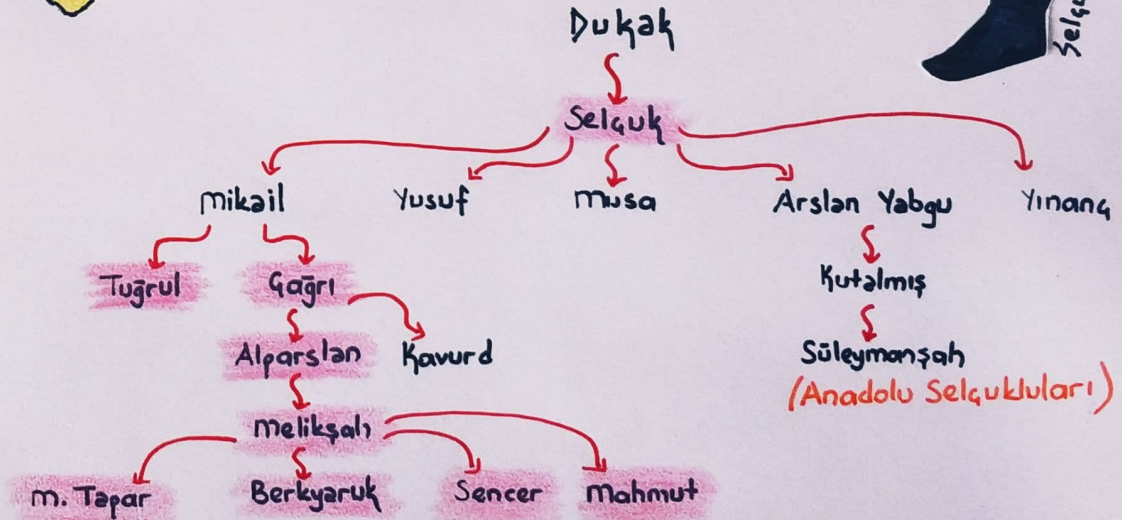 Dukak
Selçuk
Mikail Yusuf Musa Arslan Yabgu Yınanç
Tuğrul Çağrı Kutalmış
Alparslan Kavurd Süleymanşah
(Anadolu Selçukluları)
Melikşah
M. Tapar Berkyaruk Sencer Mahmut